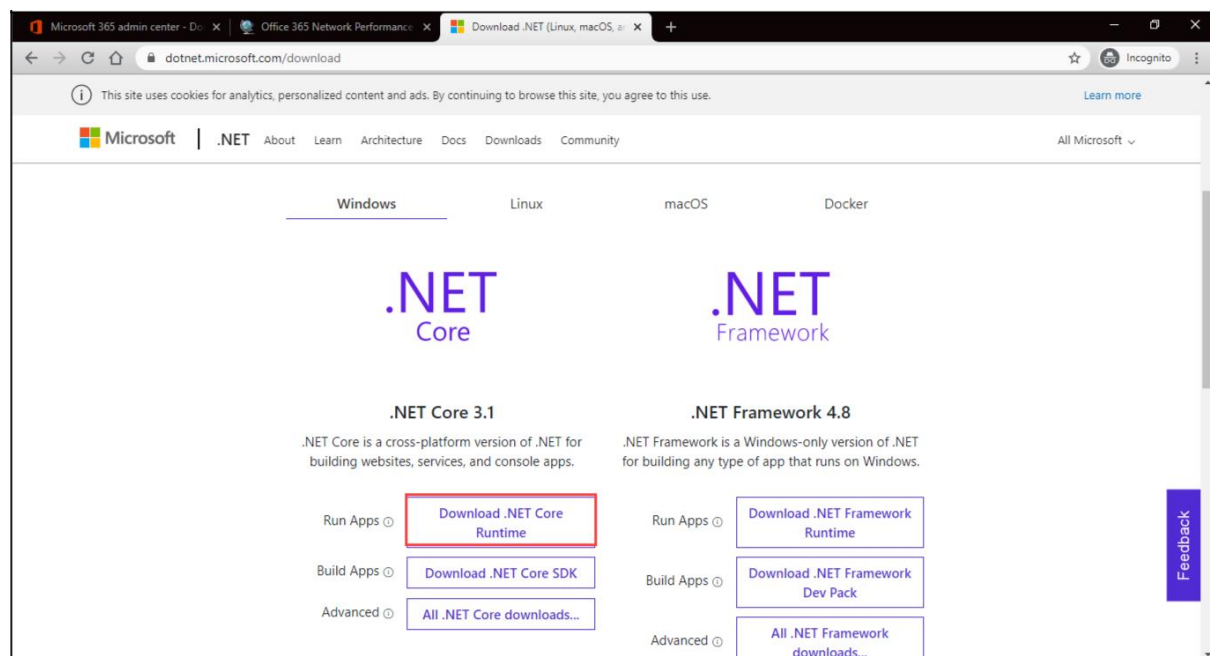 Microsoft 365 admin center - Do
Office 365 Network Performance
Download .NET (Linux, macOS, an
dotnet.microsoft.com/download
Incognito
This site uses cookies for analytics, personalized content and ads. By continuing to browse this site, you agree to this use.
Learn more
Microsoft
.NET
About
Learn
Architecture
Docs
Downloads
Community
All Microsoft
Windows
Linux
macOS
Docker
.NET
Core
.NET
Framework
.NET Core 3.1
.NET Core is a cross-platform version of .NET for
building websites, services, and console apps.
Run Apps
Download .NET Core
Runtime
Build Apps
Download .NET Core SDK
Advanced
All .NET Core downloads...
.NET Framework 4.8
.NET Framework is a Windows-only version of .NET
for building any type of app that runs on Windows.
Run Apps
Download .NET Framework
Runtime
Build Apps
Download .NET Framework
Dev Pack
Advanced
All .NET Framework
downloads...
Feedback